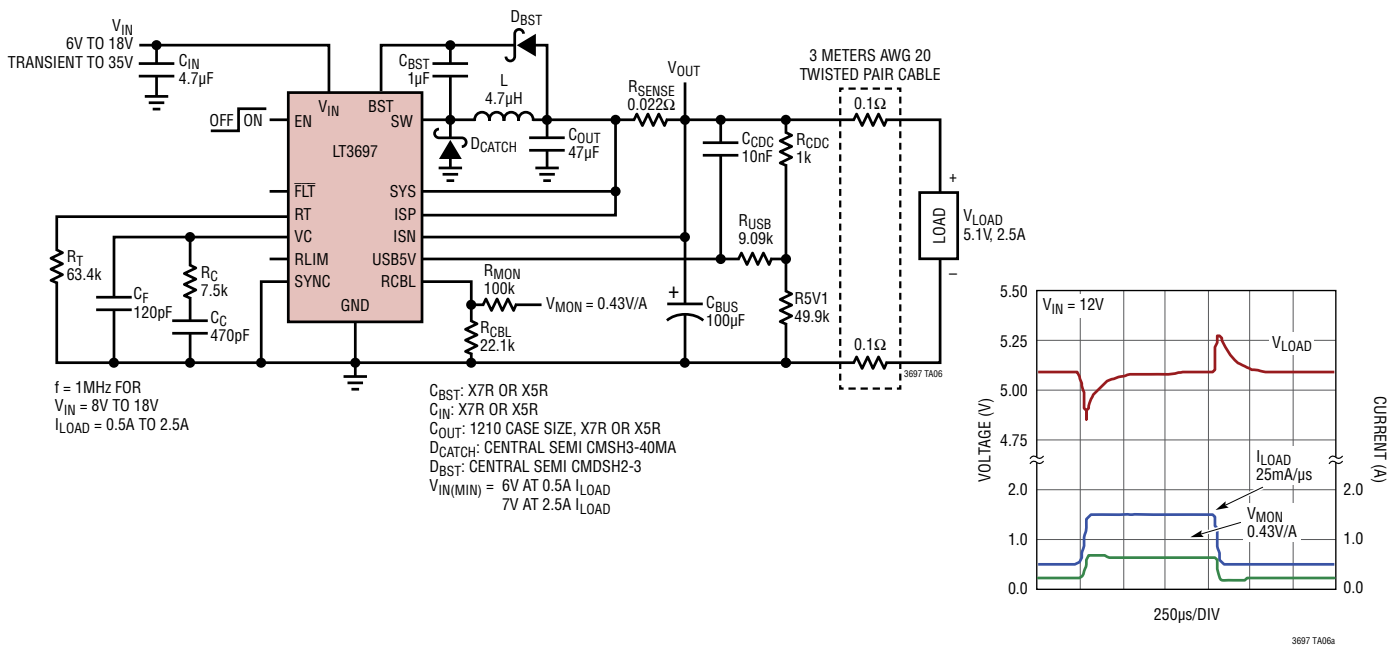 VIN
6V TO 18V
TRANSIENT TO 35V
CIN
4.7µF
OFF ON
VIN
BST
EN
SW
LT3697
FLT
SYS
RT
ISP
VC
ISN
RLIM
USB5V
SYNC
RCBL
GND
CBST
1µF
DBST
L
4.7µH
DCATCH
COUT
47µF
RSENSE
0.022Ω
VOUT
CCDC
10nF
RCDC
1k
3 METERS AWG 20
TWISTED PAIR CABLE
0.1Ω
+
LOAD
–
VLOAD
5.1V, 2.5A
RUSB
9.09k
R5V1
49.9k
0.1Ω
3697 TA06
RT
63.4k
CF
120pF
RC
7.5k
CC
470pF
RMON
100k
VMON = 0.43V/A
RCBL
22.1k
+
CBUS
100µF
f = 1MHz FOR
VIN = 8V TO 18V
ILOAD = 0.5A TO 2.5A
CBST: X7R OR X5R
CIN: X7R OR X5R
COUT: 1210 CASE SIZE, X7R OR X5R
DCATCH: CENTRAL SEMI CMSH3-40MA
DBST: CENTRAL SEMI CMDSH2-3
VIN(MIN) = 6V AT 0.5A ILOAD
7V AT 2.5A ILOAD
VOLTAGE (V)
5.50
5.25
5.00
4.75
2.0
1.0
0.0
VIN = 12V
VLOAD
ILOAD
25mA/µs
VMON
0.43V/A
2.0
1.0
0.0
CURRENT (A)
250µs/DIV
3697 TA06a